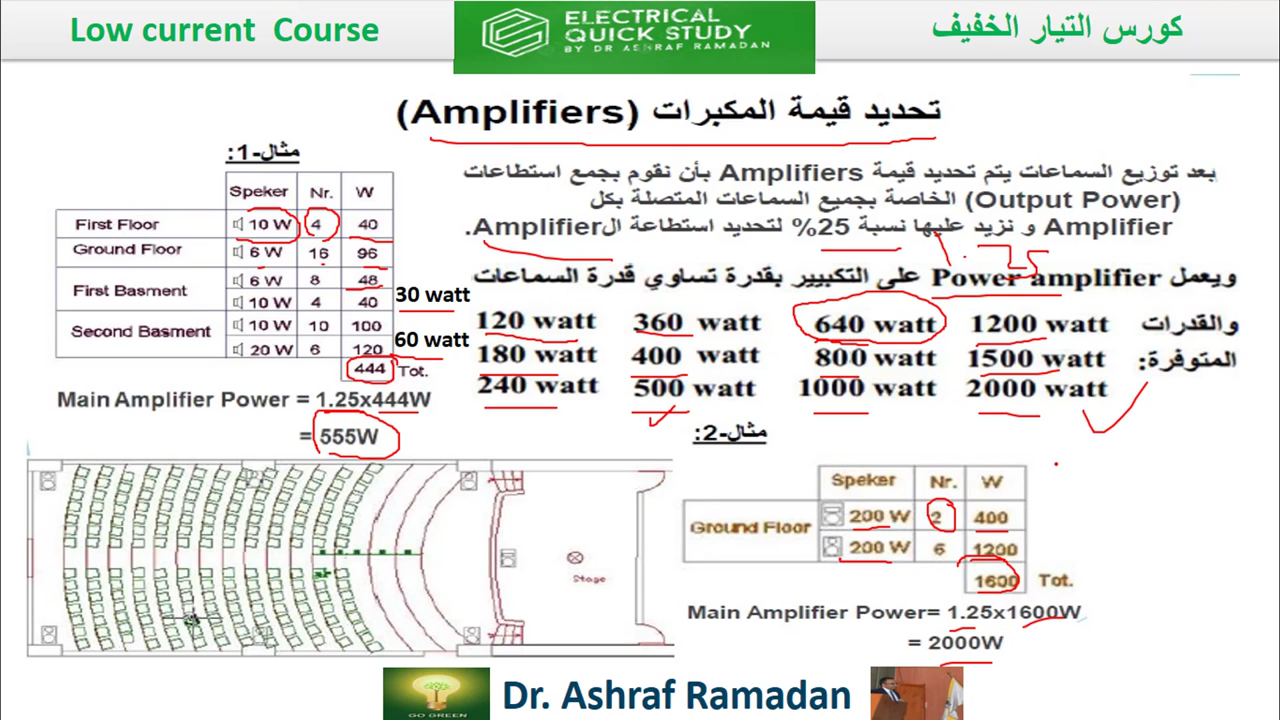 Low current Course
ELECTRICAL
QUICK STUDY
BY DR ASHRAF RAMADAN
كورس التيار الخفيف
تحديد قيمة المكبرات (Amplifiers)
بعد توزيع السماعات يتم تحديد قيمة Amplifiers بأن نقوم بجمع استطاعات
(Output Power) الخاصة بجميع السماعات المتصلة بكل
Amplifier و نزيد عليها نسبة 25% لتحديد استطاعة الAmplifier.
1.25
ويعمل Power amplifier على التكبيير بقدرة تساوي قدرة السماعات
والقدرات 1200 watt 640 watt 360 watt 120 watt
المتوفرة: 1500 watt 800 watt 400 watt 180 watt
2000 watt 1000 watt 500 watt 240 watt
30 watt
60 watt
مثال-1:
Speker Nr. W
First Floor 10 W 4 40
Ground Floor 6 W 16 96
First Basment 6 W 8 48
10 W 4 40
Second Basment 10 W 10 100
20 W 6 120
444 Tot.
Main Amplifier Power = 1.25x444W
= 555W
Stage
مثال-2:
Speker Nr. W
Ground Floor 200 W 2 400
200 W 6 1200
1600 Tot.
Main Amplifier Power= 1.25x1600W
= 2000W
GO GREEN
Dr. Ashraf Ramadan